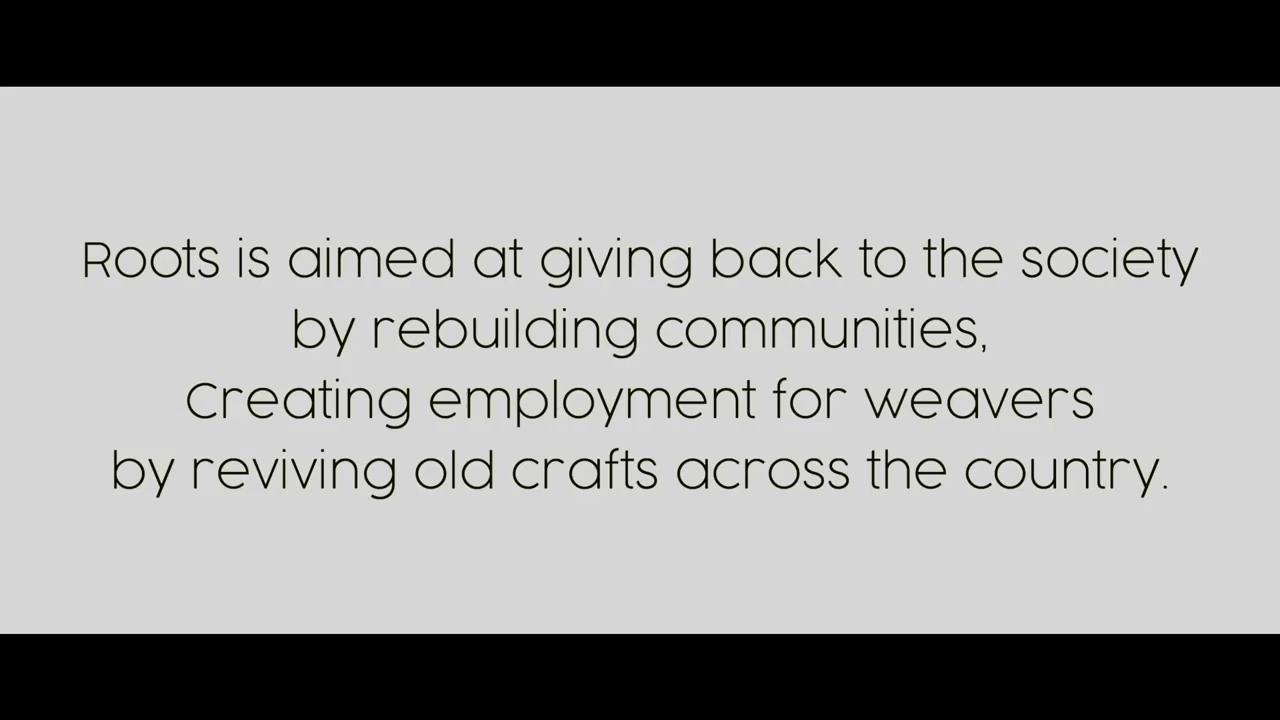 Roots is aimed at giving back to the society
by rebuilding communities,
Creating employment for weavers
by reviving old crafts across the country.